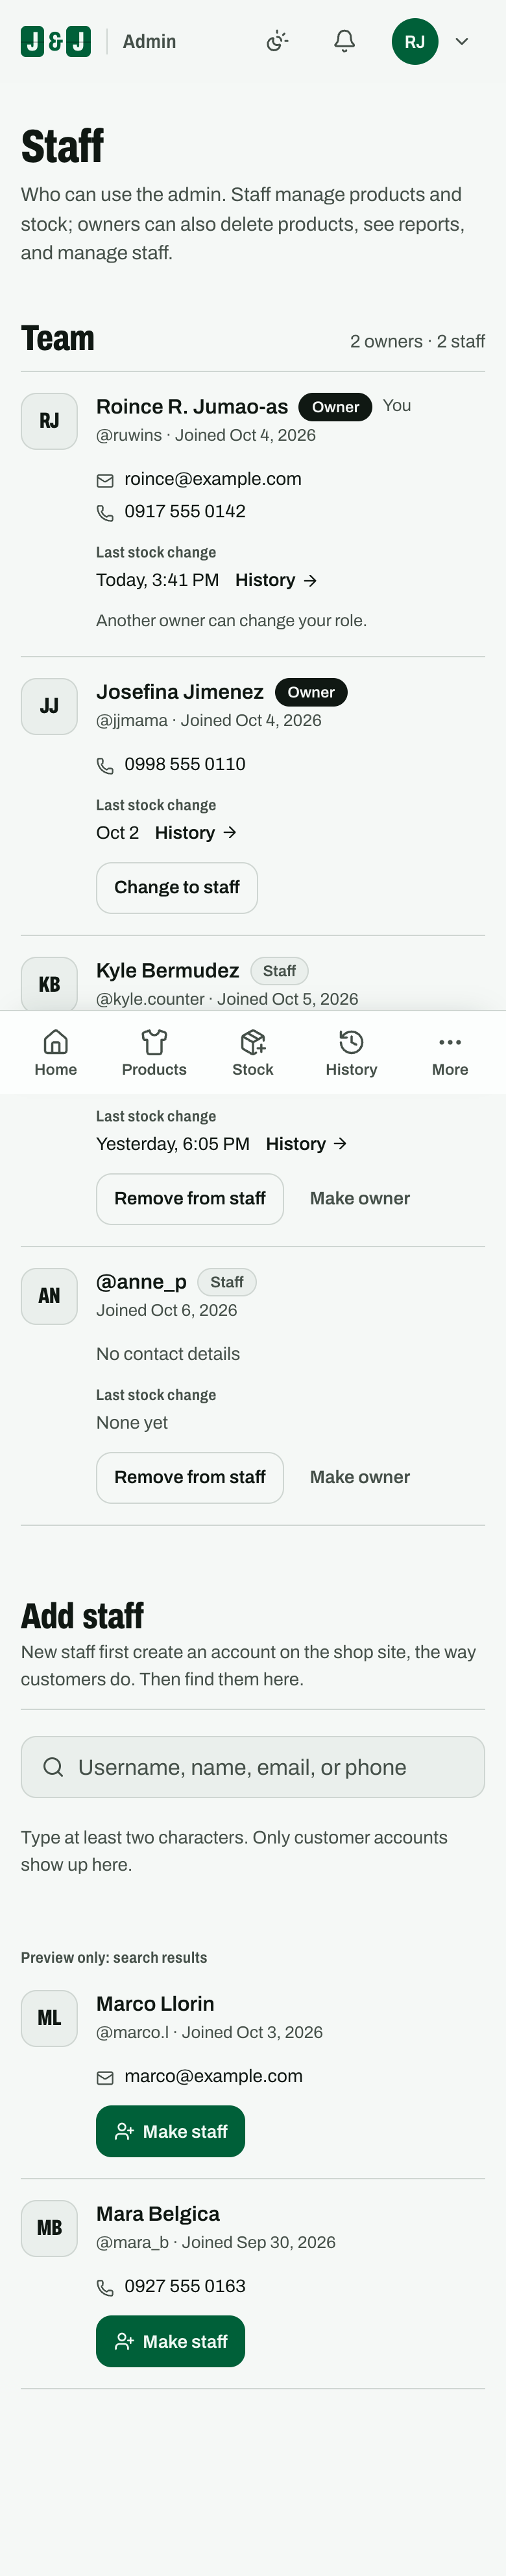 J & J Admin RJ
Staff
Who can use the admin. Staff manage products and
stock; owners can also delete products, see reports,
and manage staff.
Team 2 owners · 2 staff
RJ Roince R. Jumao-as Owner You
@ruwins · Joined Oct 4, 2026
roince@example.com
0917 555 0142
Last stock change
Today, 3:41 PM History →
Another owner can change your role.
JJ Josefina Jimenez Owner
@jjmama · Joined Oct 4, 2026
0998 555 0110
Last stock change
Oct 2 History →
Change to staff
KB Kyle Bermudez Staff
@kyle.counter · Joined Oct 5, 2026
Home Products Stock History More
Last stock change
Yesterday, 6:05 PM History →
Remove from staff Make owner
AN @anne_p Staff
Joined Oct 6, 2026
No contact details
Last stock change
None yet
Remove from staff Make owner
Add staff
New staff first create an account on the shop site, the way
customers do. Then find them here.
Username, name, email, or phone
Type at least two characters. Only customer accounts
show up here.
Preview only: search results
ML Marco Llorin
@marco.l · Joined Oct 3, 2026
marco@example.com
Make staff
MB Mara Belgica
@mara_b · Joined Sep 30, 2026
0927 555 0163
Make staff